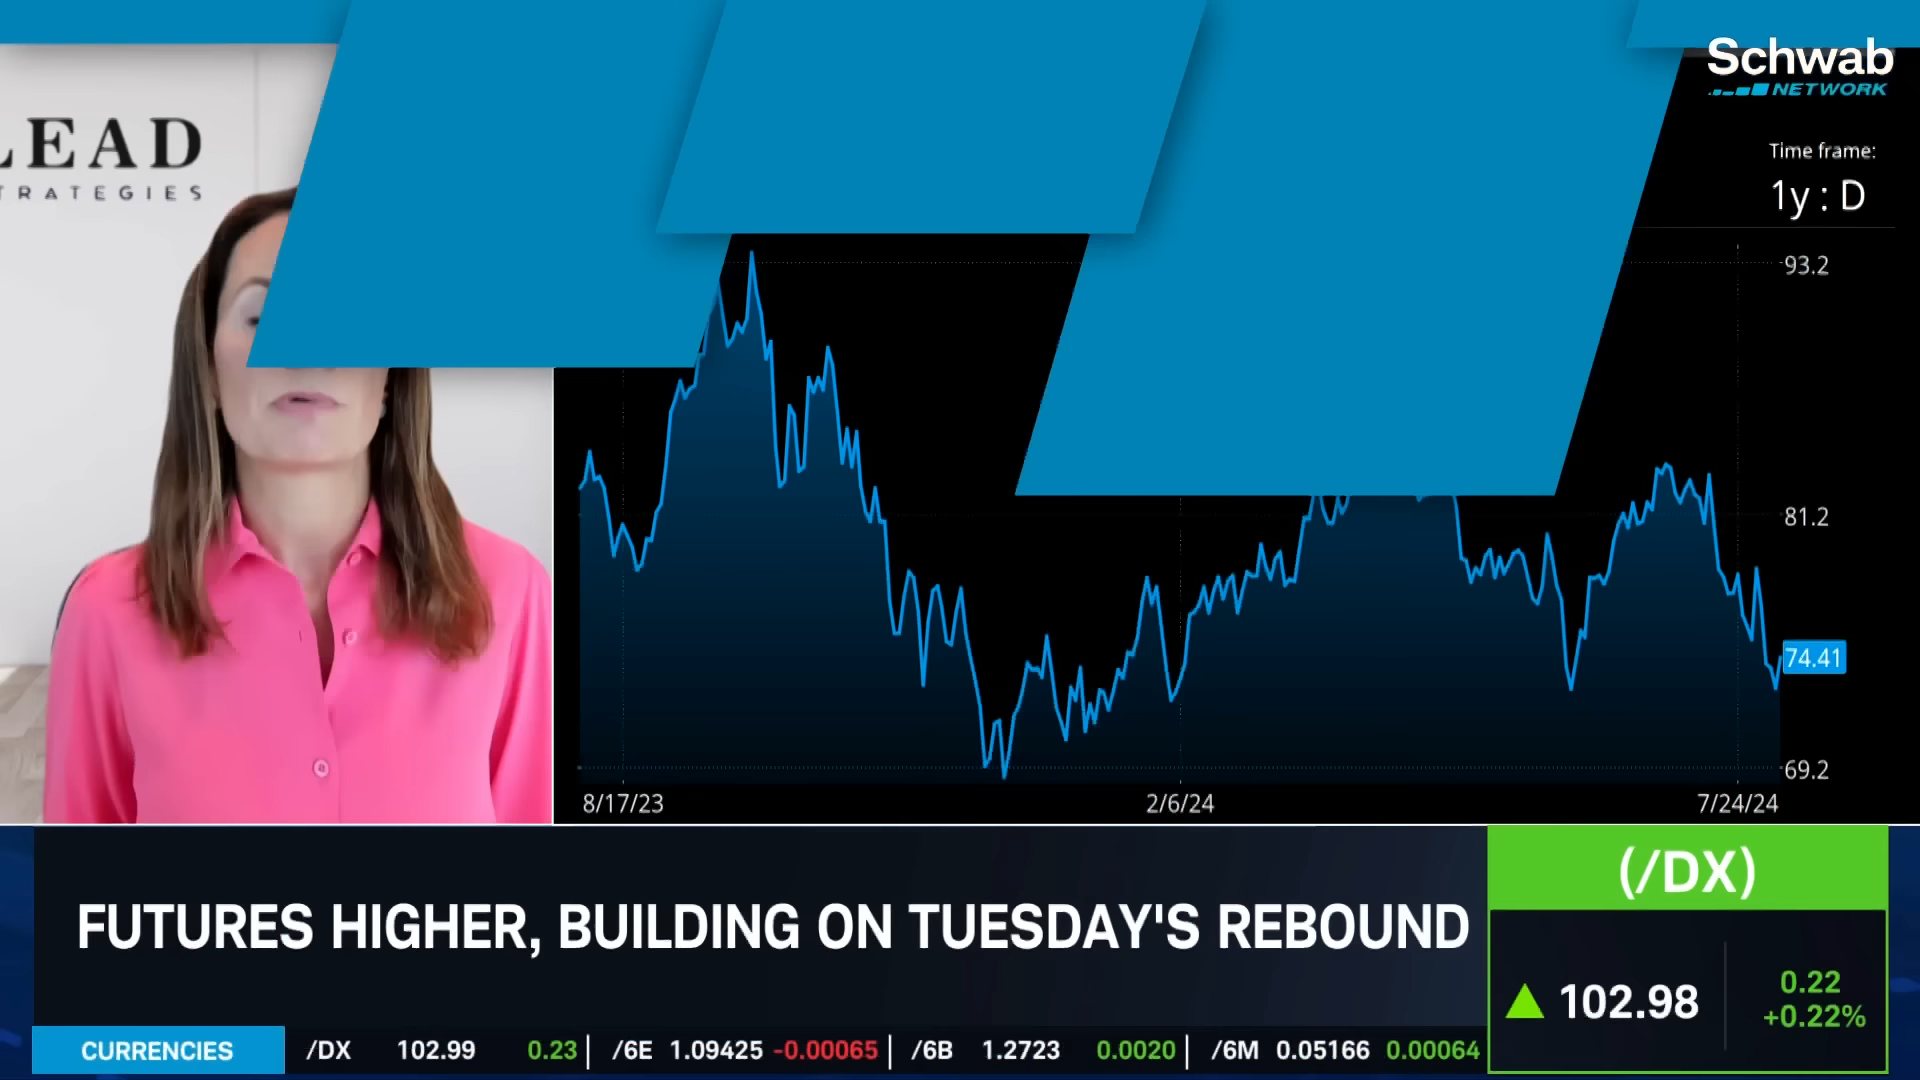 Schwab
NETWORK
LEAD
TRATEGIES
Time frame:
1y : D
93.2
81.2
74.41
69.2
8/17/23
2/6/24
7/24/24
FUTURES HIGHER, BUILDING ON TUESDAY'S REBOUND
(/DX)
102.98
0.22
+0.22%
CURRENCIES
/DX 102.99 0.23
/6E 1.09425 -0.00065
/6B 1.2723 0.0020
/6M 0.05166 0.00064